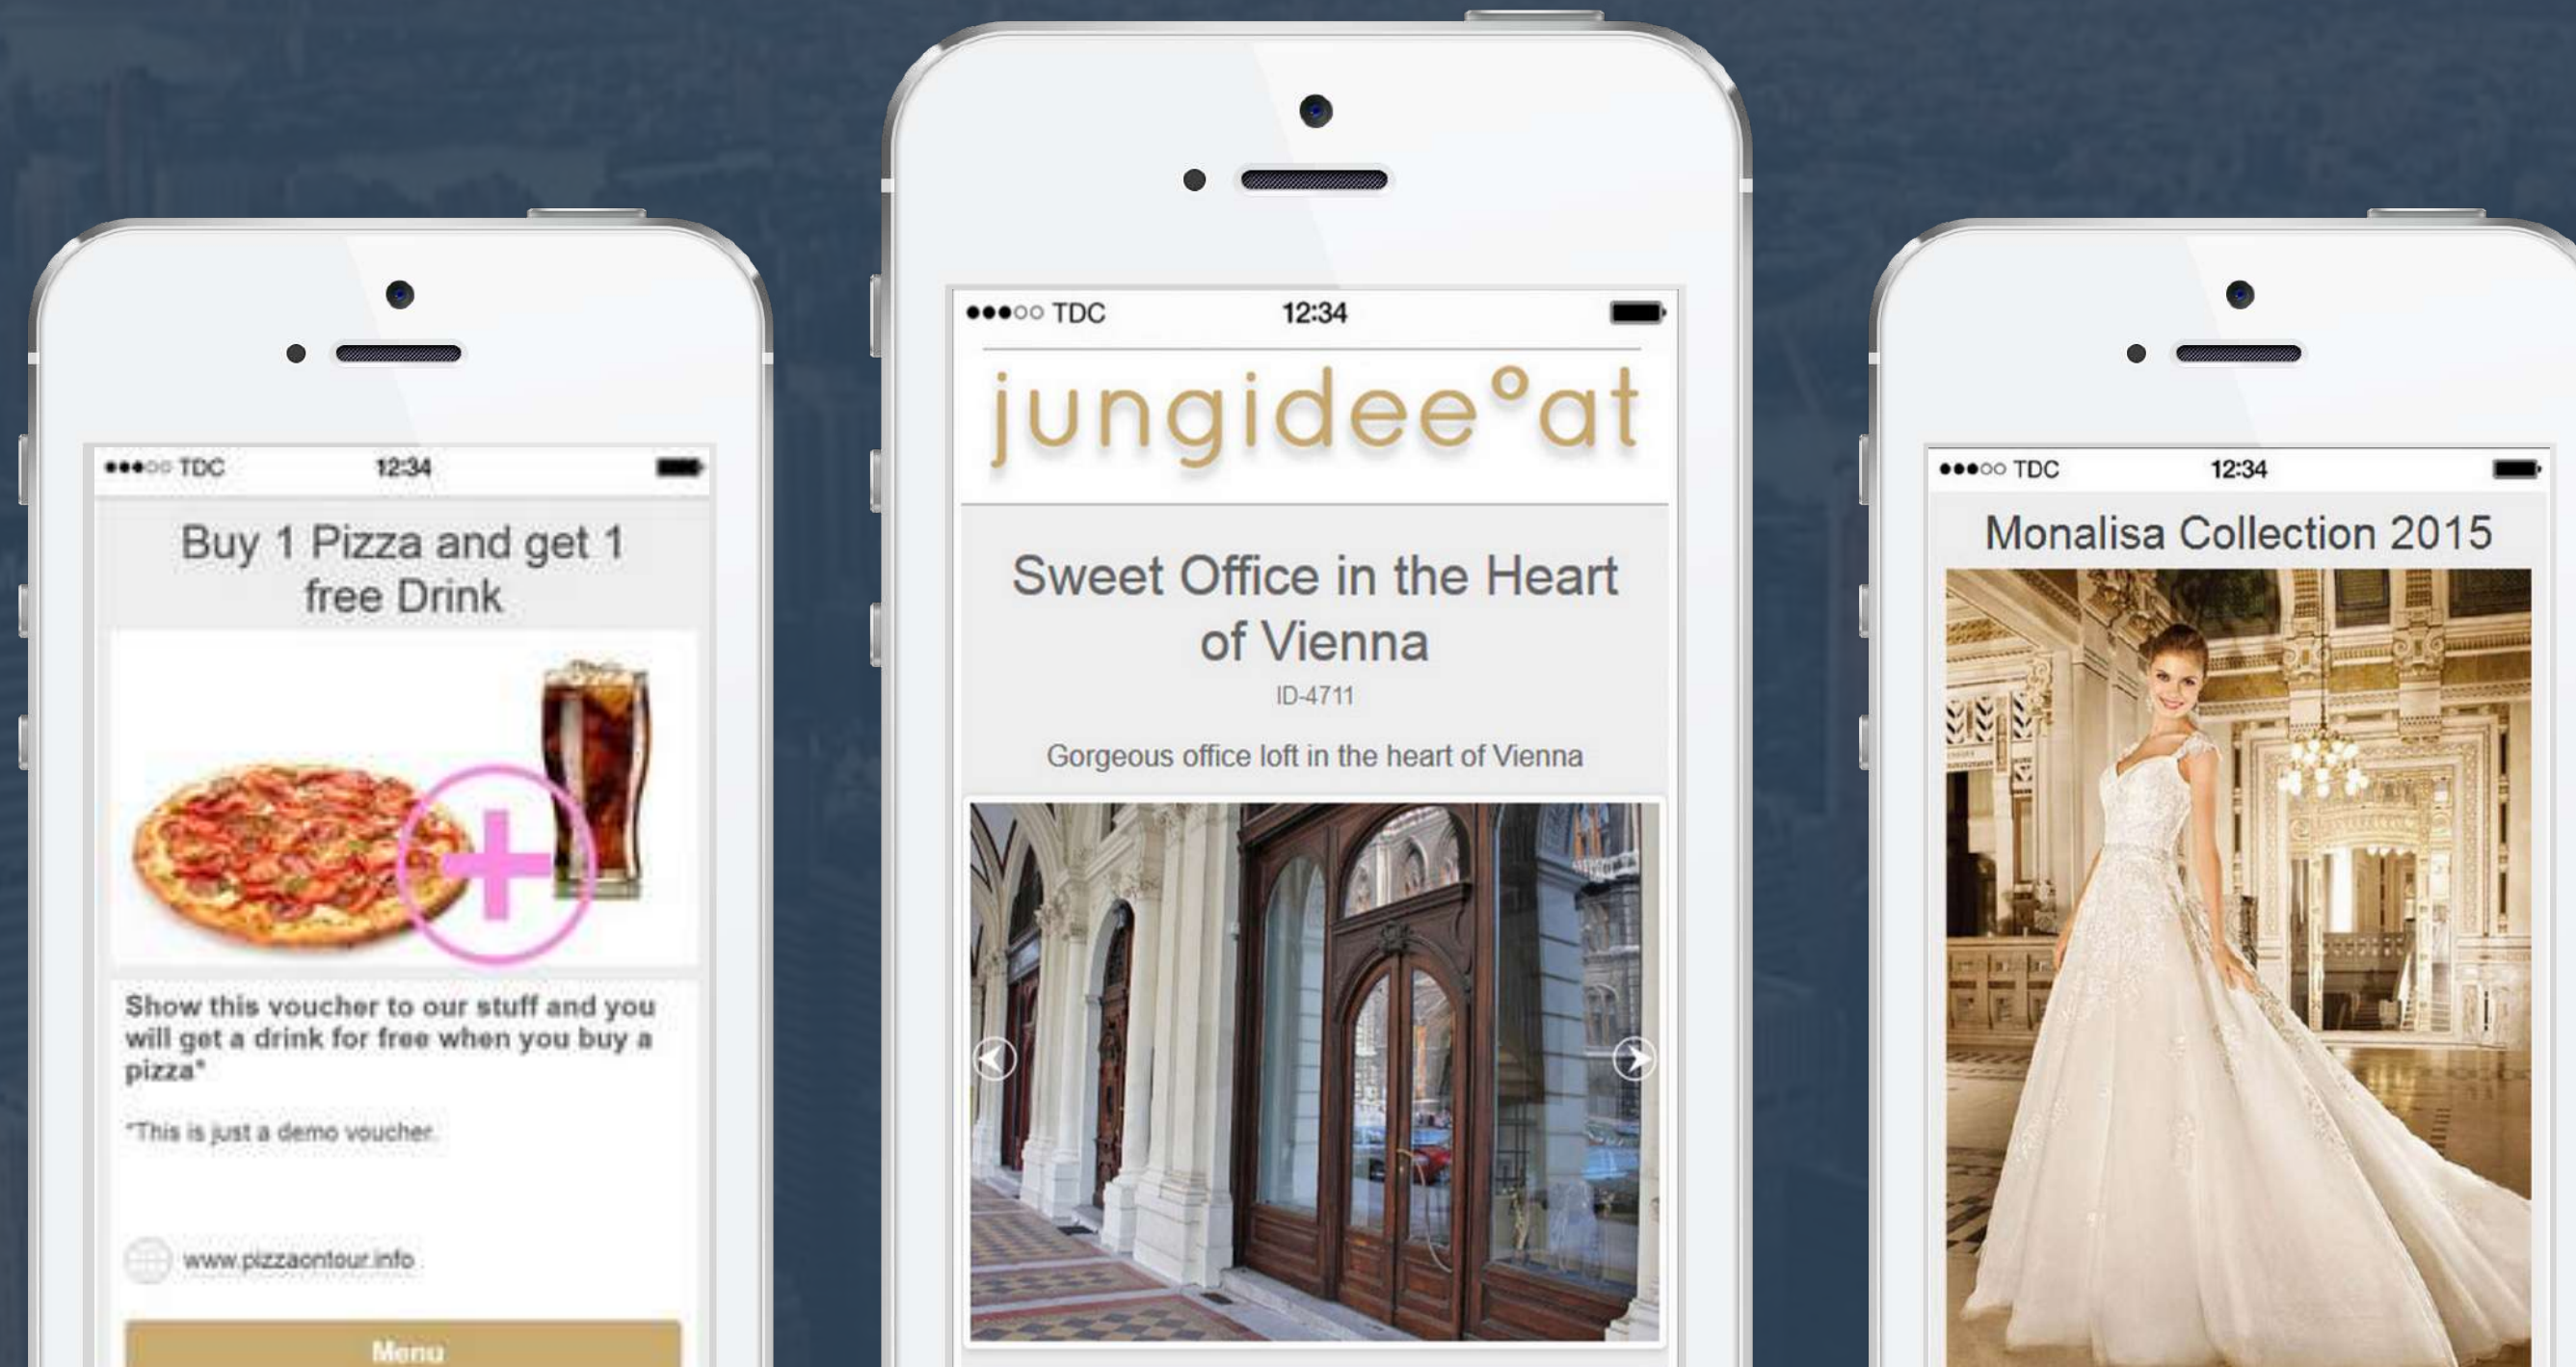 ●●●○○ TDC 12:34
Buy 1 Pizza and get 1
free Drink
Show this voucher to our stuff and you
will get a drink for free when you buy a
pizza*
*This is just a demo voucher.
www.pizzaontour.info
Menu
●●●○○ TDC 12:34
jungidee°at
Sweet Office in the Heart
of Vienna
ID-4711
Gorgeous office loft in the heart of Vienna
●●●○○ TDC 12:34
Monalisa Collection 2015